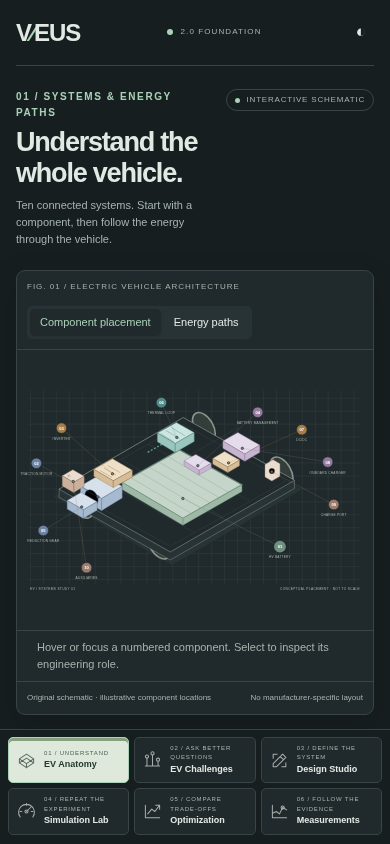 VÆUS
2.0 FOUNDATION
01 / SYSTEMS & ENERGY
PATHS
INTERACTIVE SCHEMATIC
Understand the
whole vehicle.
Ten connected systems. Start with a
component, then follow the energy
through the vehicle.
FIG. 01 / ELECTRIC VEHICLE ARCHITECTURE
Component placement
Energy paths
THERMAL LOOP
BATTERY MANAGEMENT
INVERTER
DC/DC
TRACTION MOTOR
ONBOARD CHARGER
CHARGE PORT
REDUCTION GEAR
HV BATTERY
AUXILIARIES
CONCEPTUAL PLACEMENT · NOT TO SCALE
Hover or focus a numbered component. Select to inspect its
engineering role.
Original schematic · illustrative component locations
No manufacturer-specific layout
01 / UNDERSTAND
EV Anatomy
02 / ASK BETTER
QUESTIONS
EV Challenges
03 / DEFINE THE
SYSTEM
Design Studio
04 / REPEAT THE
EXPERIMENT
Simulation Lab
05 / COMPARE
TRADE-OFFS
Optimization
06 / FOLLOW THE
EVIDENCE
Measurements